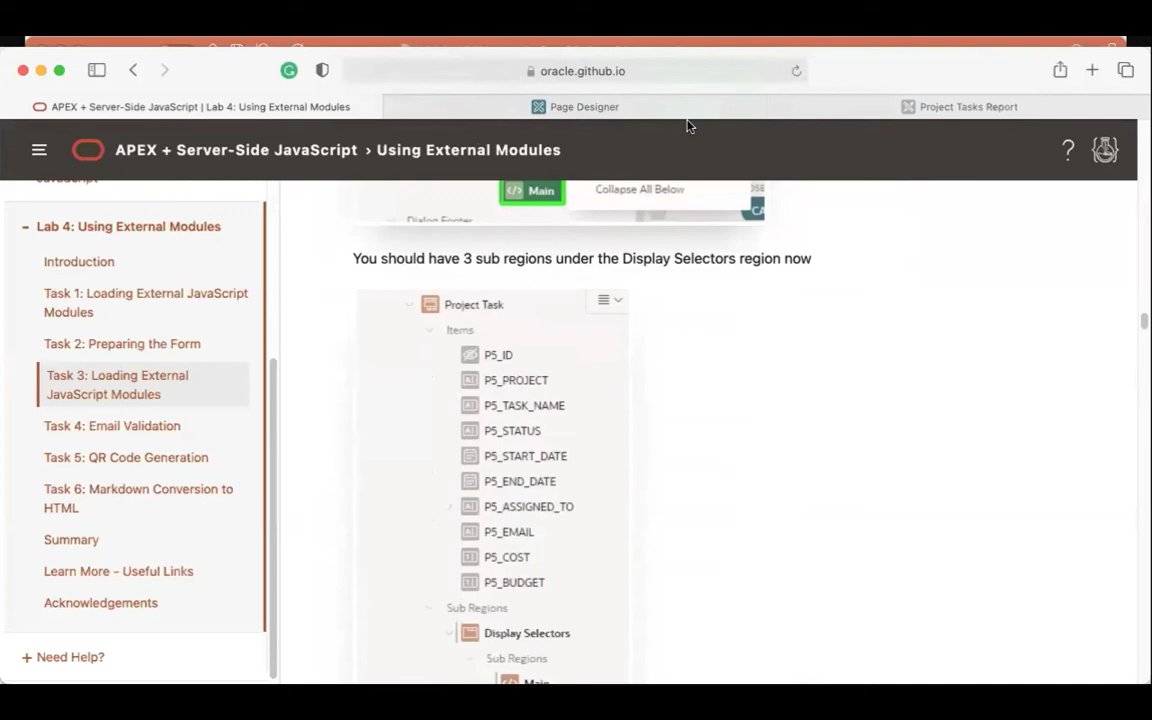 oracle.github.io
APEX + Server-Side JavaScript | Lab 4: Using External Modules
Page Designer
Project Tasks Report
APEX + Server-Side JavaScript › Using External Modules
?
Lab 4: Using External Modules
Introduction
Task 1: Loading External JavaScript
Modules
Task 2: Preparing the Form
Task 3: Loading External
JavaScript Modules
Task 4: Email Validation
Task 5: QR Code Generation
Task 6: Markdown Conversion to
HTML
Summary
Learn More - Useful Links
Acknowledgements
+ Need Help?
</> Main
Collapse All Below
Dialog Footer
You should have 3 sub regions under the Display Selectors region now
Project Task
Items
P5_ID
P5_PROJECT
P5_TASK_NAME
P5_STATUS
P5_START_DATE
P5_END_DATE
P5_ASSIGNED_TO
P5_EMAIL
P5_COST
P5_BUDGET
Sub Regions
Display Selectors
Sub Regions
Main